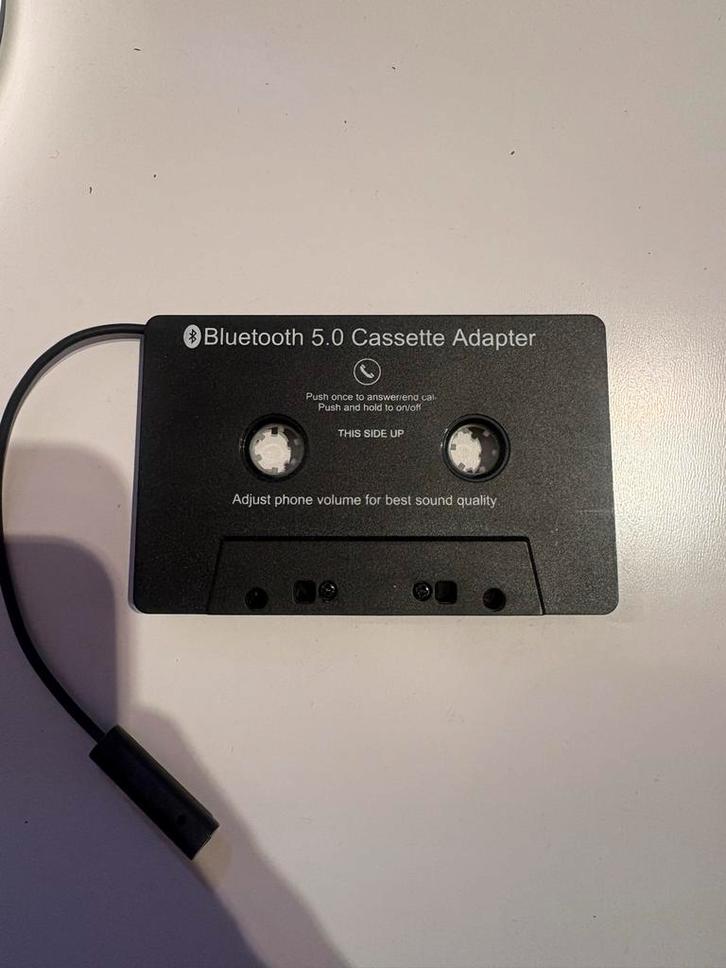 Bluetooth 5.0 Cassette Adapter
Push once to answer/end cal
Push and hold to on/off
THIS SIDE UP
Adjust phone volume for best sound quality